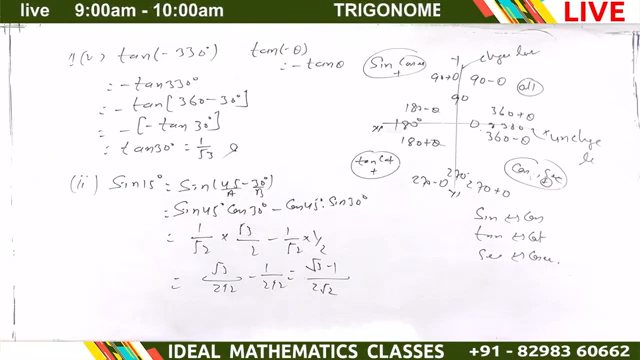 live 9:00am - 10:00am TRIGONOME LIVE
1) (v) tan(-330°) tan(-θ)
= -tan330° = -tanθ
= -tan[360-30°]
= -[-tan30°]
= tan30° = 1/√3
(ii) Sin15° = Sin(45-30°)
A B
= Sin45° Cos30° - Cos45°. Sin30°
= 1/√2 × √3/2 - 1/√2 × 1/2
= √3/2√2 - 1/2√2 = √3-1/2√2
Sin Cosec
+
90+θ 90-θ
90
all
180-θ 360+θ
180° 0 360
180+θ 360-θ
tan Cot
+
270
270-θ 270+θ
Cos, Sec
+
Sin ↔ Cos
tan ↔ Cot
Sec ↔ Cosec
LIVE IDEAL MATHEMATICS CLASSES +91 - 82983 60662